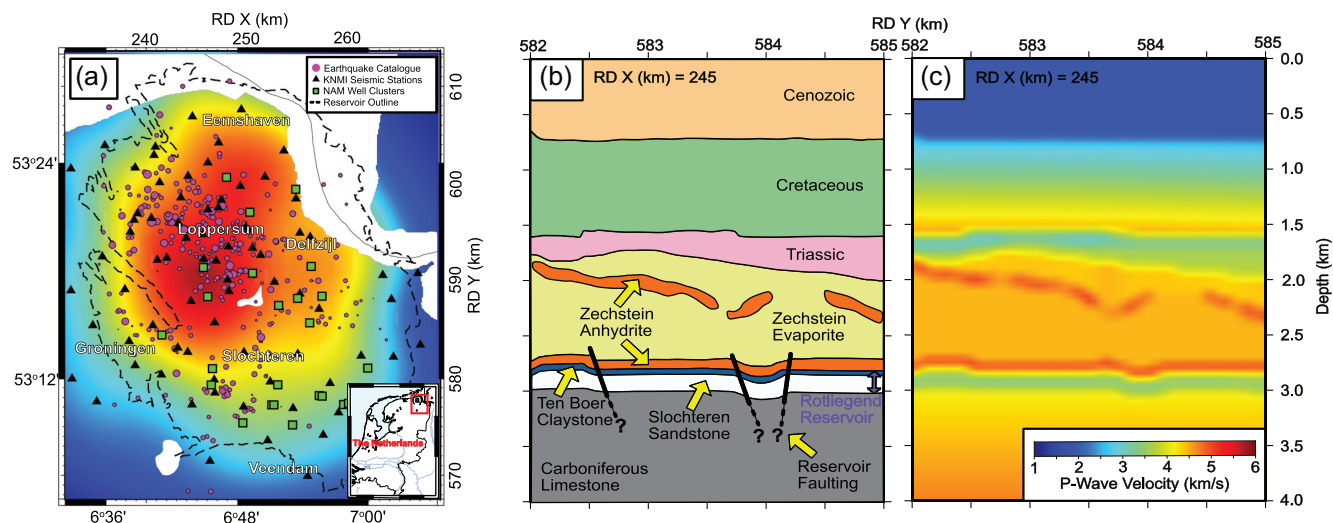 RD X (km)
240
250
260
(a)
Earthquake Catalogue
KNMI Seismic Stations
NAM Well Clusters
Reservoir Outline
Eemshaven
Loppersum
Delfzijl
Groningen
Slochteren
Veendam
The Netherlands
53°24'
53°12'
610
600
590
580
570
RD Y (km)
6°36'
6°48'
7°00'
RD Y (km)
582
583
584
585
(b)
RD X (km) = 245
Cenozoic
Cretaceous
Triassic
Zechstein
Anhydrite
Zechstein
Evaporite
Ten Boer
Claystone
?
Slochteren
Sandstone
? ?
Rotliegend
Reservoir
Reservoir
Faulting
Carboniferous
Limestone
582
583
584
585
(c)
RD X (km) = 245
0.0
0.5
1.0
1.5
2.0
2.5
3.0
3.5
4.0
Depth (km)
1 2 3 4 5 6
P-Wave Velocity (km/s)